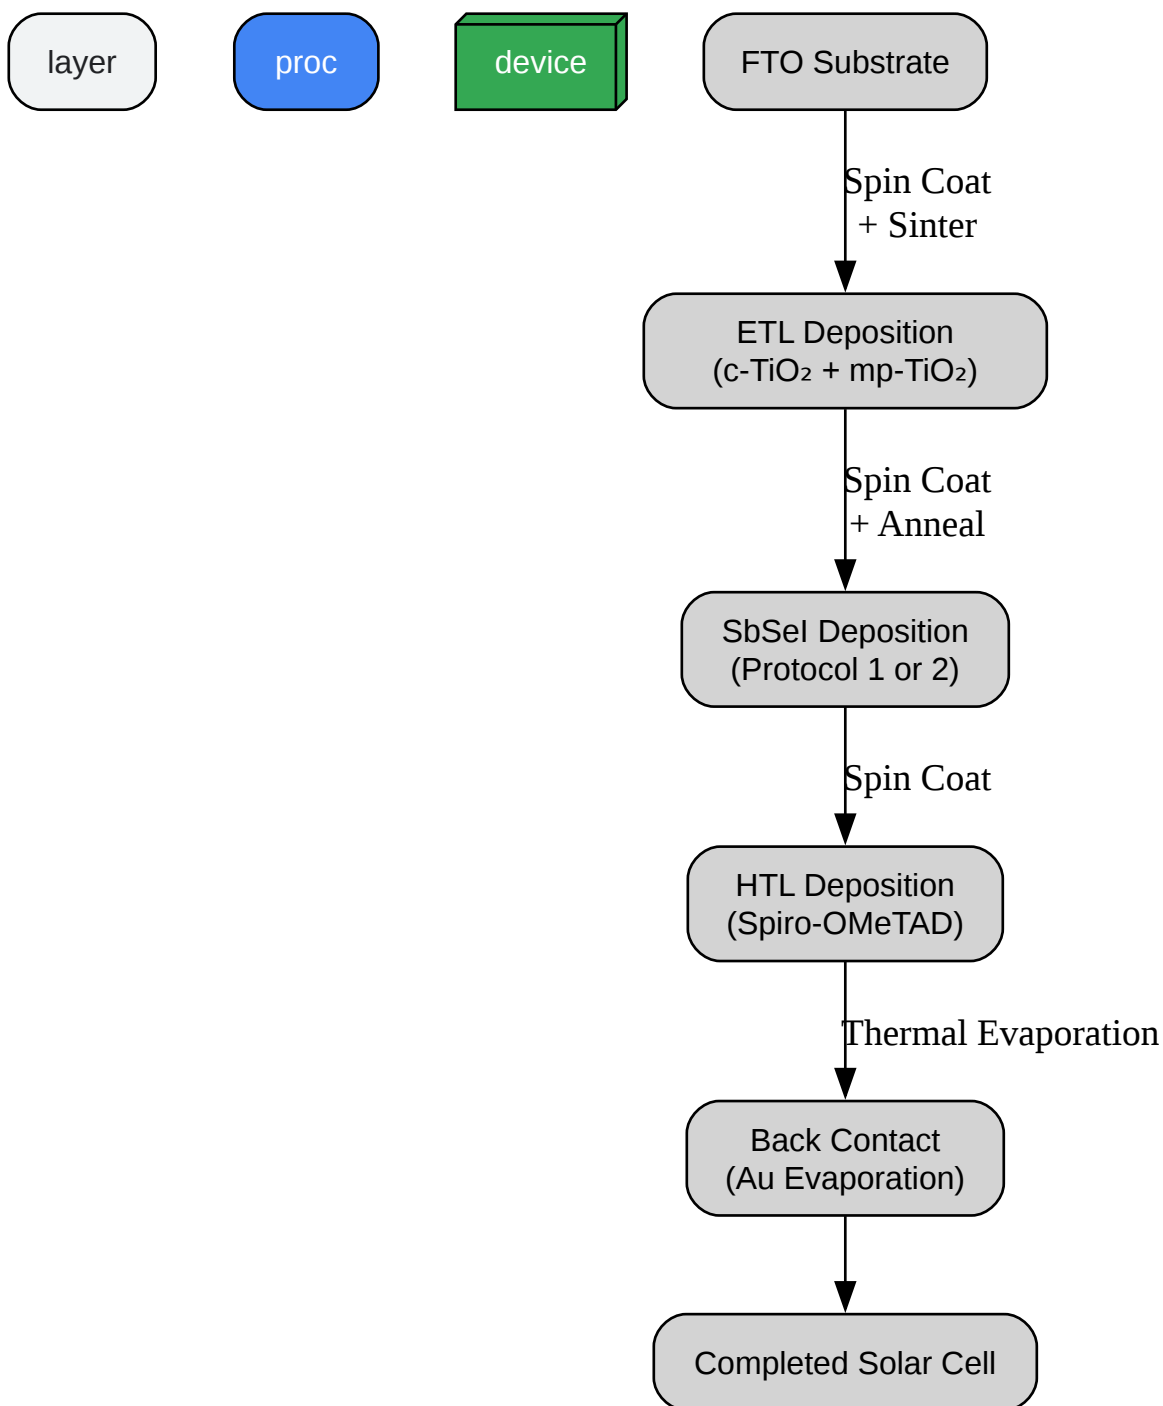 layer
proc
device
FTO Substrate
Spin Coat
+ Sinter
ETL Deposition
(c-TiO₂ + mp-TiO₂)
Spin Coat
+ Anneal
SbSeI Deposition
(Protocol 1 or 2)
Spin Coat
HTL Deposition
(Spiro-OMeTAD)
Thermal Evaporation
Back Contact
(Au Evaporation)
Completed Solar Cell